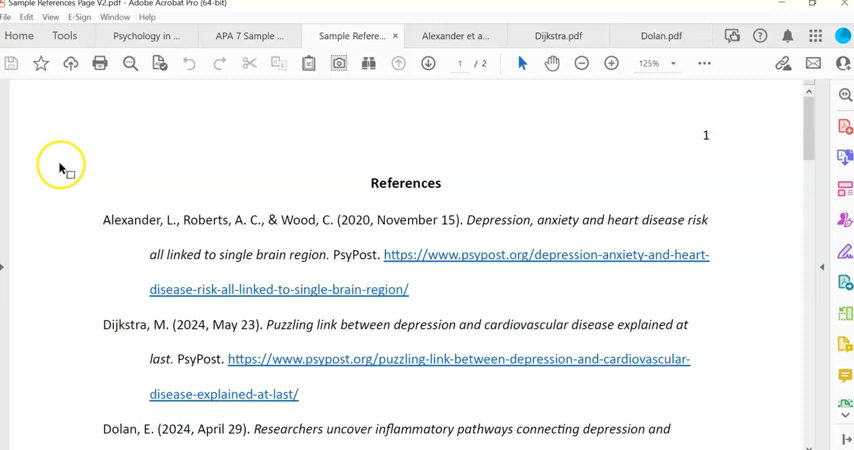 Sample References Page V2.pdf - Adobe Acrobat Pro (64-bit)
File Edit View E-Sign Window Help
Home Tools Psychology in ... APA 7 Sample ... Sample Refere... × Alexander et a... Dijkstra.pdf Dolan.pdf
1 / 2 125%
1
References
Alexander, L., Roberts, A. C., & Wood, C. (2020, November 15). Depression, anxiety and heart disease risk
all linked to single brain region. PsyPost. https://www.psypost.org/depression-anxiety-and-heart-
disease-risk-all-linked-to-single-brain-region/
Dijkstra, M. (2024, May 23). Puzzling link between depression and cardiovascular disease explained at
last. PsyPost. https://www.psypost.org/puzzling-link-between-depression-and-cardiovascular-
disease-explained-at-last/
Dolan, E. (2024, April 29). Researchers uncover inflammatory pathways connecting depression and